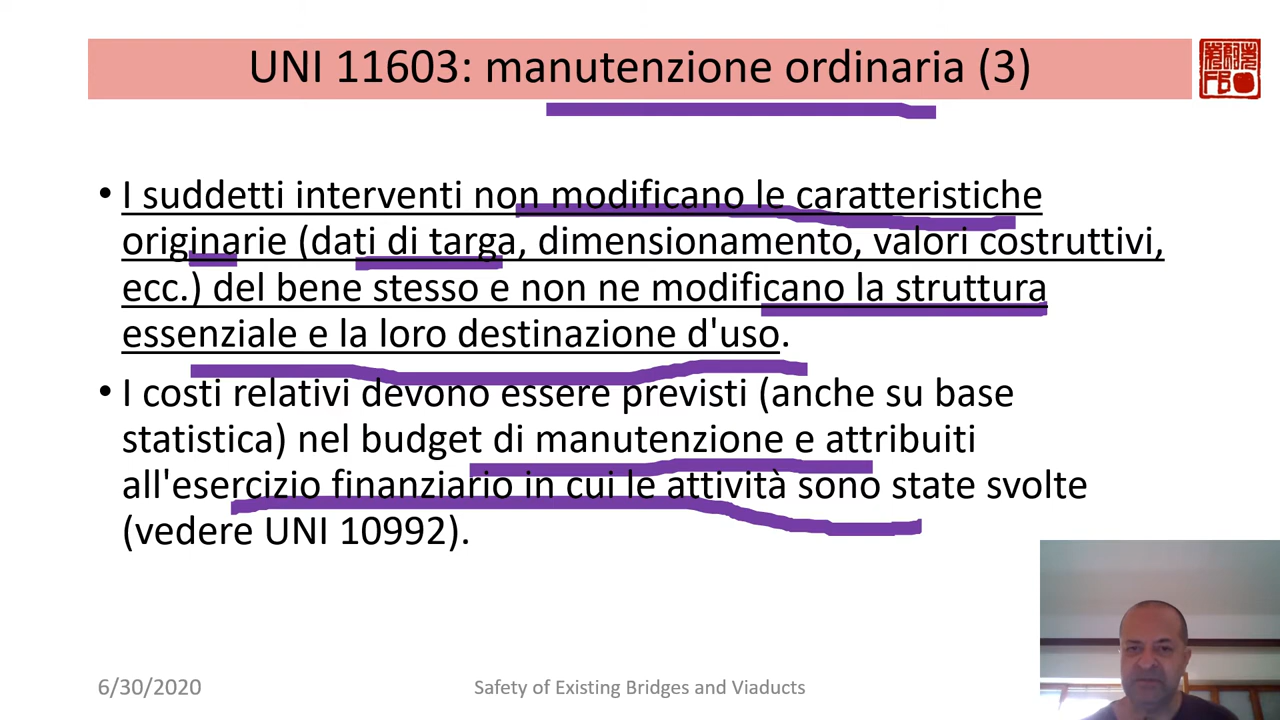 UNI 11603: manutenzione ordinaria (3)
• I suddetti interventi non modificano le caratteristiche
originarie (dati di targa, dimensionamento, valori costruttivi,
ecc.) del bene stesso e non ne modificano la struttura
essenziale e la loro destinazione d'uso.
• I costi relativi devono essere previsti (anche su base
statistica) nel budget di manutenzione e attribuiti
all'esercizio finanziario in cui le attività sono state svolte
(vedere UNI 10992).
6/30/2020
Safety of Existing Bridges and Viaducts